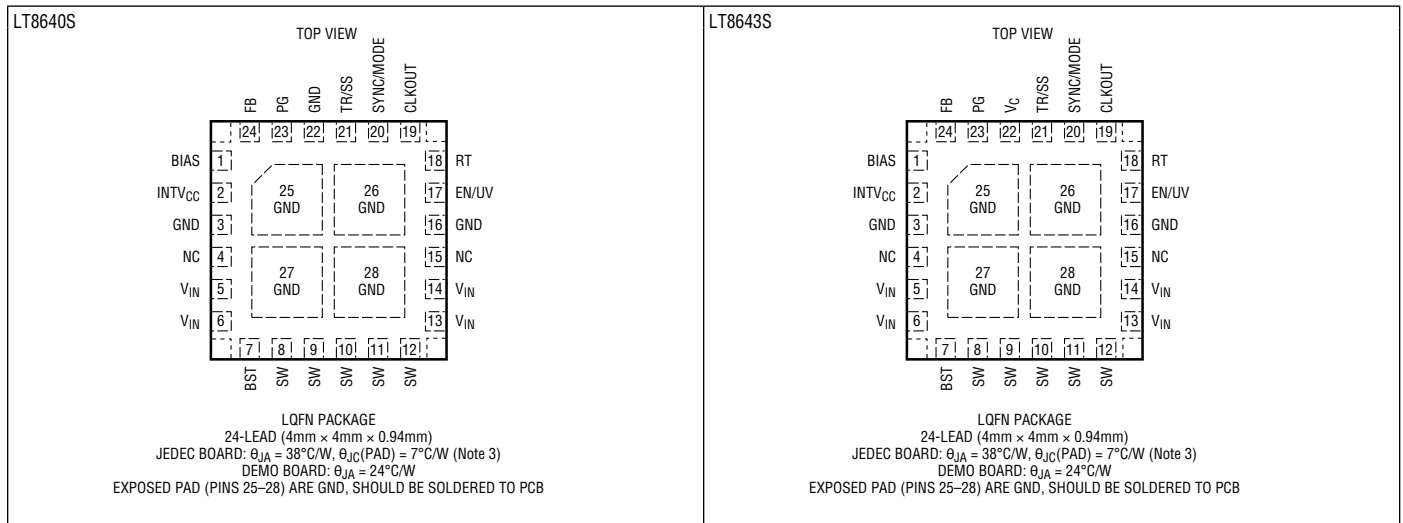 LT8640S
TOP VIEW
FB
PG
GND
TR/SS
SYNC/MODE
CLKOUT
24 23 22 21 20 19
BIAS 1
INTVCC 2
GND 3
NC 4
VIN 5
VIN 6
18 RT
17 EN/UV
16 GND
15 NC
14 VIN
13 VIN
25
GND
26
GND
27
GND
28
GND
7 8 9 10 11 12
BST
SW
SW
SW
SW
SW
LQFN PACKAGE
24-LEAD (4mm × 4mm × 0.94mm)
JEDEC BOARD: θJA = 38°C/W, θJC(PAD) = 7°C/W (Note 3)
DEMO BOARD: θJA = 24°C/W
EXPOSED PAD (PINS 25–28) ARE GND, SHOULD BE SOLDERED TO PCB
LT8643S
TOP VIEW
FB
PG
VC
TR/SS
SYNC/MODE
CLKOUT
24 23 22 21 20 19
BIAS 1
INTVCC 2
GND 3
NC 4
VIN 5
VIN 6
18 RT
17 EN/UV
16 GND
15 NC
14 VIN
13 VIN
25
GND
26
GND
27
GND
28
GND
7 8 9 10 11 12
BST
SW
SW
SW
SW
SW
LQFN PACKAGE
24-LEAD (4mm × 4mm × 0.94mm)
JEDEC BOARD: θJA = 38°C/W, θJC(PAD) = 7°C/W (Note 3)
DEMO BOARD: θJA = 24°C/W
EXPOSED PAD (PINS 25–28) ARE GND, SHOULD BE SOLDERED TO PCB